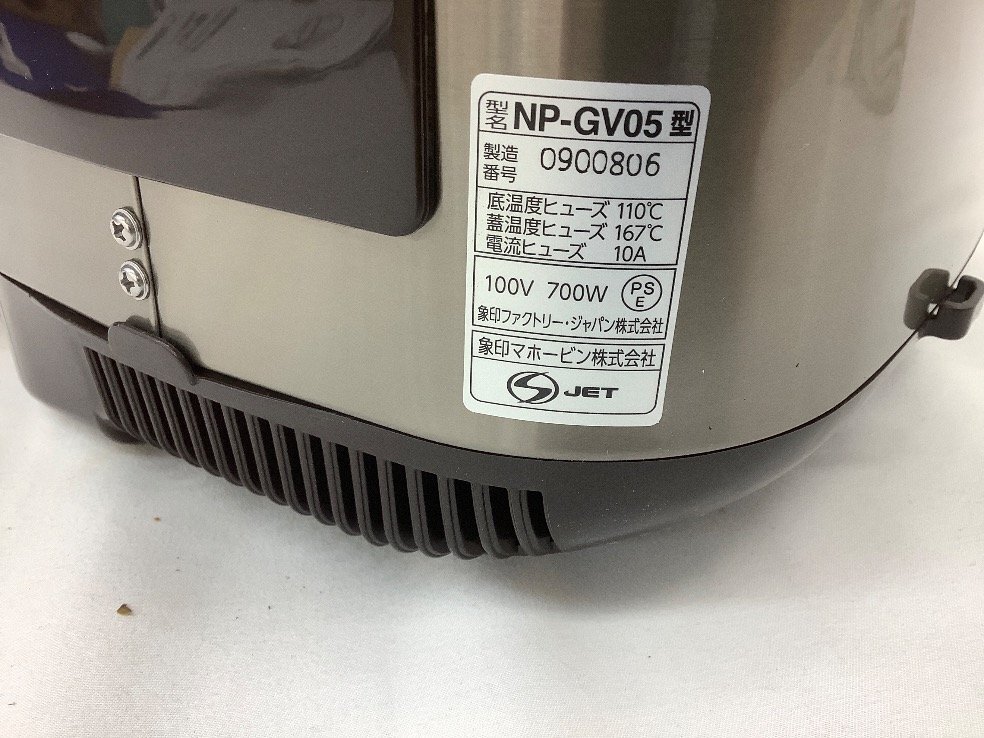 型名 NP-GV05 型
製造番号 0900806
底温度ヒューズ 110℃
蓋温度ヒューズ 167℃
電流ヒューズ 10A
100V 700W PSE
象印ファクトリー・ジャパン株式会社
象印マホービン株式会社
S JET